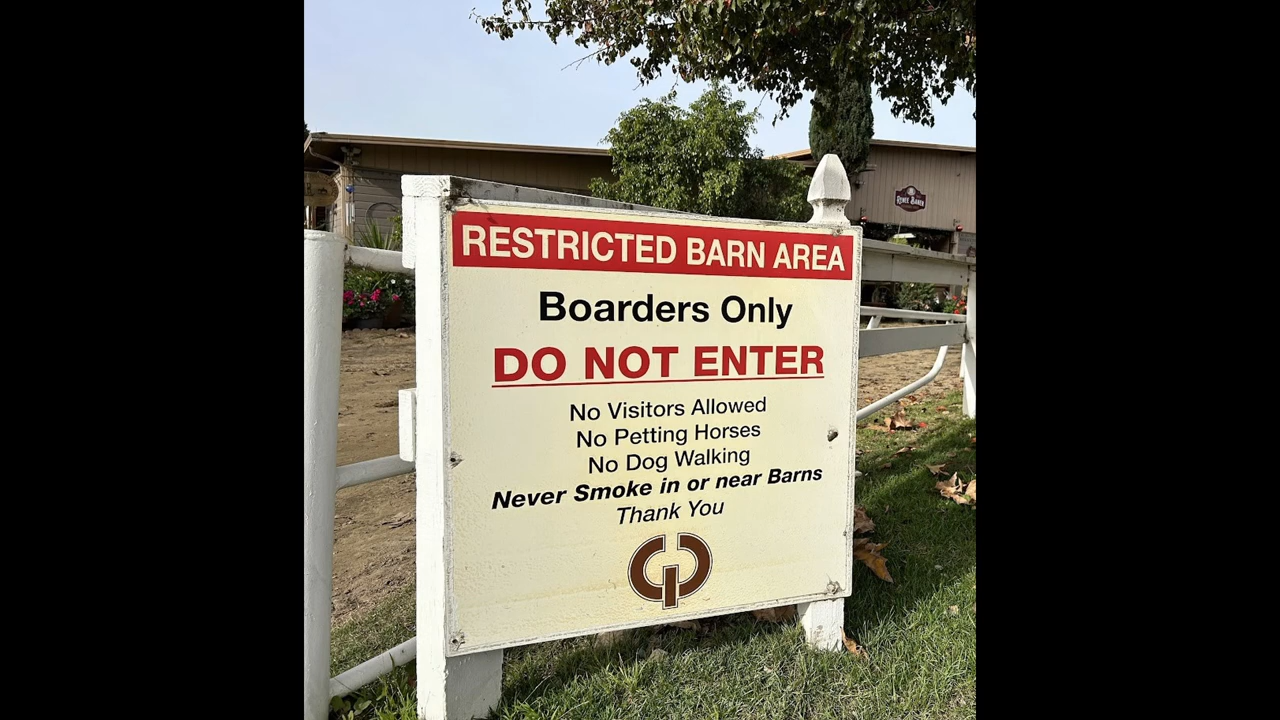 RESTRICTED BARN AREA
Boarders Only
DO NOT ENTER
No Visitors Allowed
No Petting Horses
No Dog Walking
Never Smoke in or near Barns
Thank You